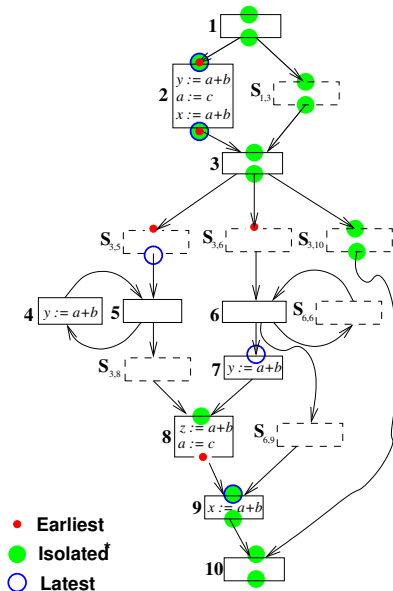 1
2
y := a+b
a := c
x := a+b
S1,3
3
S3,5
S3,6
S3,10
4
y := a+b
5
6
S6,6
S3,8
7
y := a+b
8
z := a+b
a := c
S6,9
9
x := a+b
10
Earliest
Isolated*
Latest